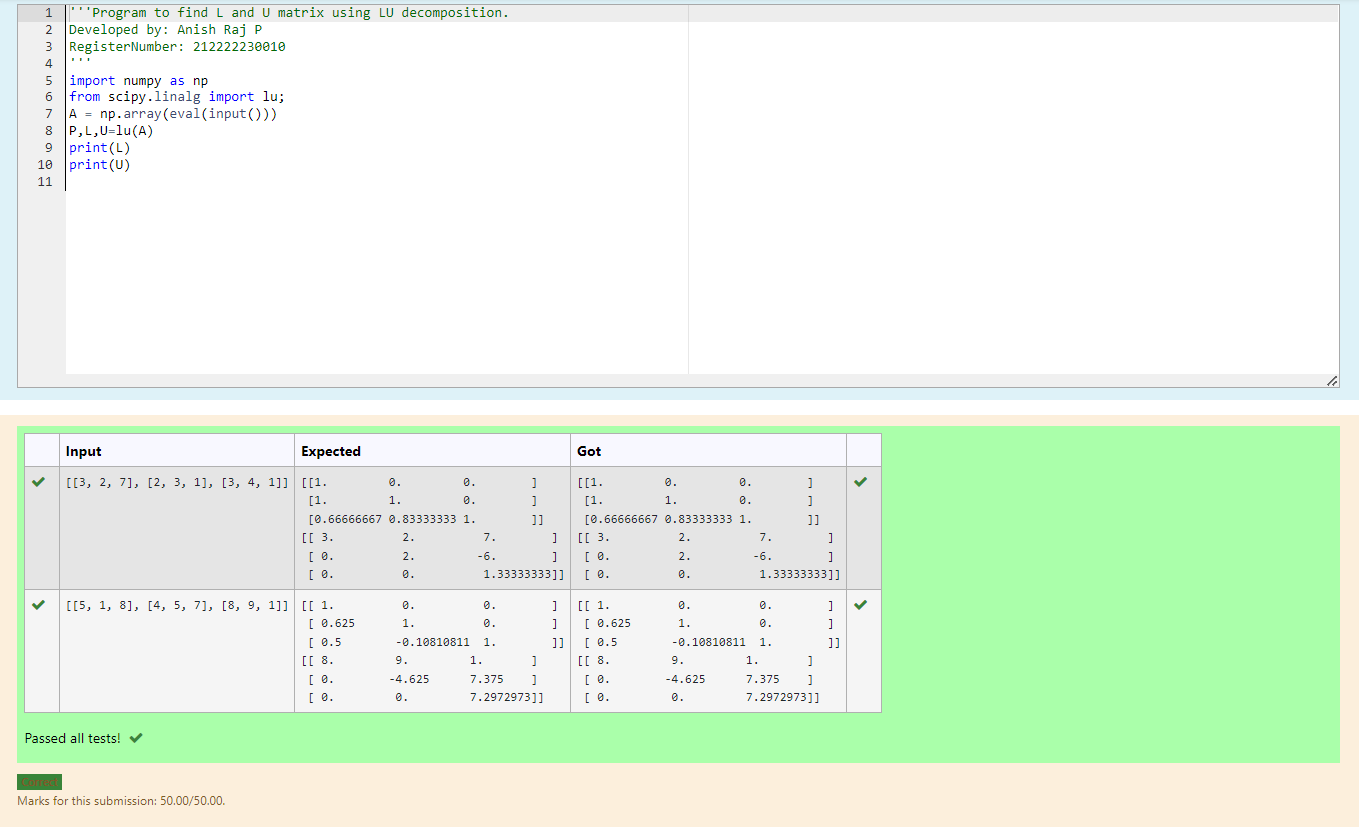 1 '''Program to find L and U matrix using LU decomposition.
2 Developed by: Anish Raj P
3 RegisterNumber: 212222230010
4 '''
5 import numpy as np
6 from scipy.linalg import lu;
7 A = np.array(eval(input()))
8 P,L,U=lu(A)
9 print(L)
10 print(U)
11
Input Expected Got
[[3, 2, 7], [2, 3, 1], [3, 4, 1]] [[1. 0. 0. ] [[1. 0. 0. ]
[1. 1. 0. ] [1. 1. 0. ]
[0.66666667 0.83333333 1. ]] [0.66666667 0.83333333 1. ]]
[[ 3. 2. 7. ] [[ 3. 2. 7. ]
[ 0. 2. -6. ] [ 0. 2. -6. ]
[ 0. 0. 1.33333333]] [ 0. 0. 1.33333333]]
[[5, 1, 8], [4, 5, 7], [8, 9, 1]] [[ 1. 0. 0. ] [[ 1. 0. 0. ]
[ 0.625 1. 0. ] [ 0.625 1. 0. ]
[ 0.5 -0.10810811 1. ]] [ 0.5 -0.10810811 1. ]]
[[ 8. 9. 1. ] [[ 8. 9. 1. ]
[ 0. -4.625 7.375 ] [ 0. -4.625 7.375 ]
[ 0. 0. 7.2972973]] [ 0. 0. 7.2972973]]
Passed all tests!
Correct
Marks for this submission: 50.00/50.00.